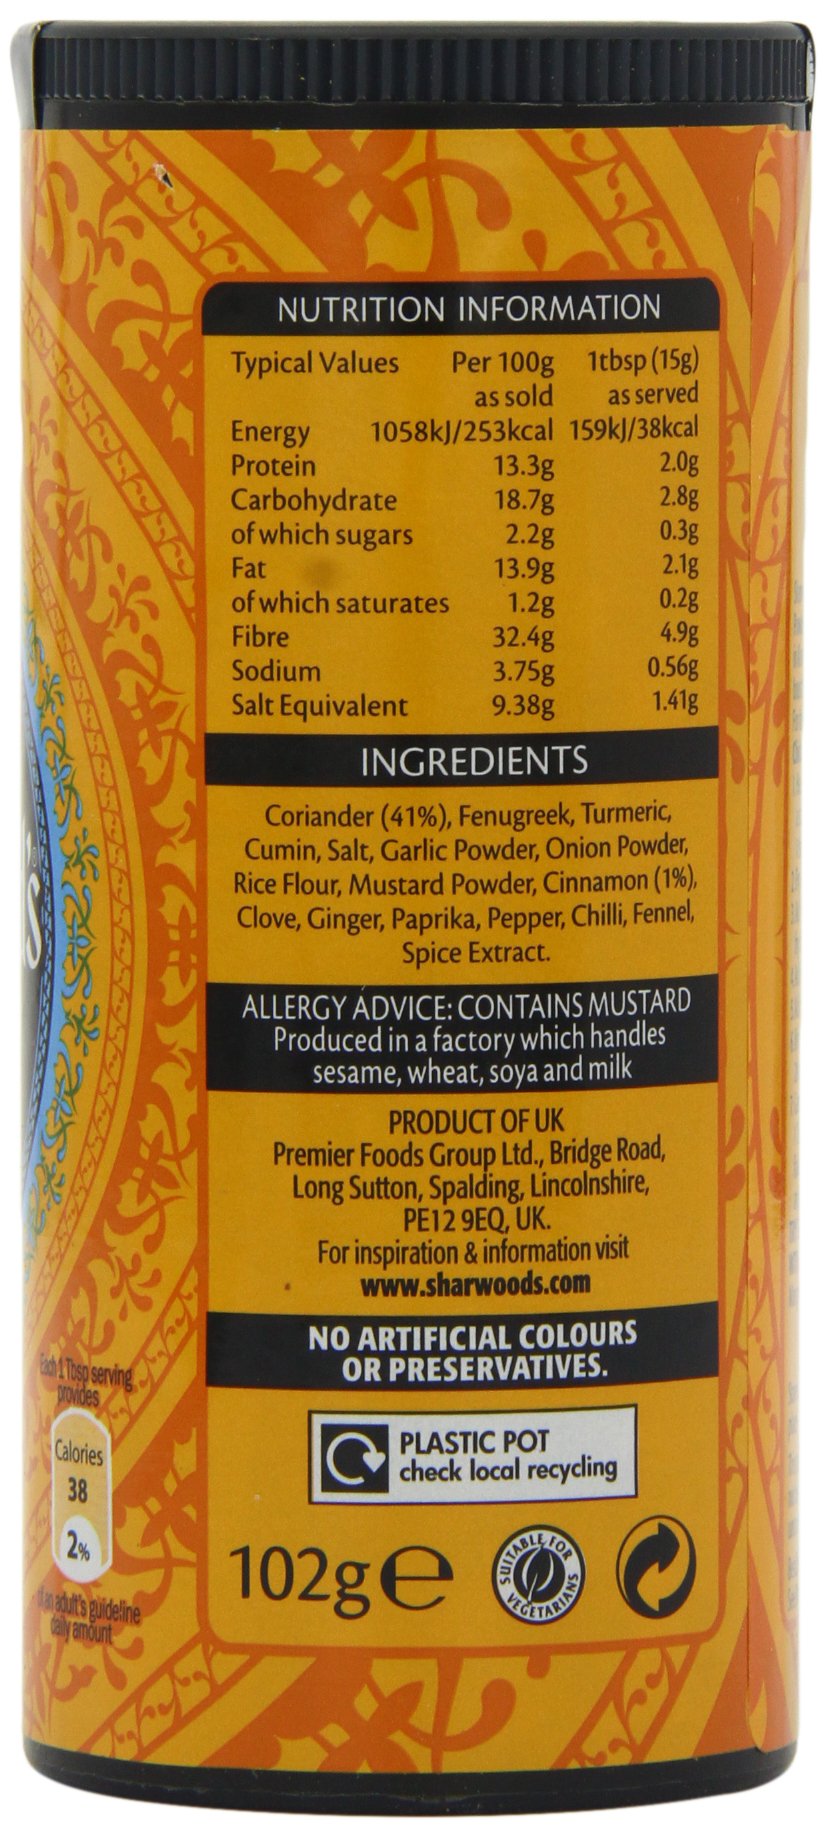 NUTRITION INFORMATION
Typical Values Per 100g 1tbsp (15g)
as sold as served
Energy 1058kJ/253kcal 159kJ/38kcal
Protein 13.3g 2.0g
Carbohydrate 18.7g 2.8g
of which sugars 2.2g 0.3g
Fat 13.9g 2.1g
of which saturates 1.2g 0.2g
Fibre 32.4g 4.9g
Sodium 3.75g 0.56g
Salt Equivalent 9.38g 1.41g
INGREDIENTS
Coriander (41%), Fenugreek, Turmeric,
Cumin, Salt, Garlic Powder, Onion Powder,
Rice Flour, Mustard Powder, Cinnamon (1%),
Clove, Ginger, Paprika, Pepper, Chilli, Fennel,
Spice Extract.
ALLERGY ADVICE: CONTAINS MUSTARD
Produced in a factory which handles
sesame, wheat, soya and milk
PRODUCT OF UK
Premier Foods Group Ltd., Bridge Road,
Long Sutton, Spalding, Lincolnshire,
PE12 9EQ, UK.
For inspiration & information visit
www.sharwoods.com
NO ARTIFICIAL COLOURS
OR PRESERVATIVES.
PLASTIC POT
check local recycling
102g e
SUITABLE FOR
VEGETARIANS
Each 1 Tbsp serving
provides
Calories
38
2%
of an adult's guideline
daily amount